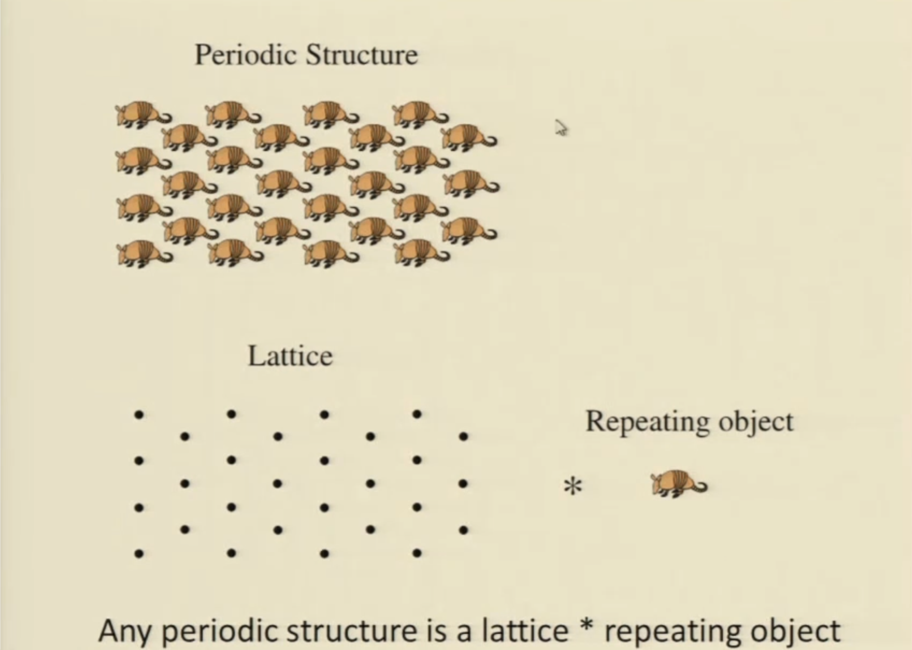 Periodic Structure
Lattice
Repeating object
*
Any periodic structure is a lattice * repeating object